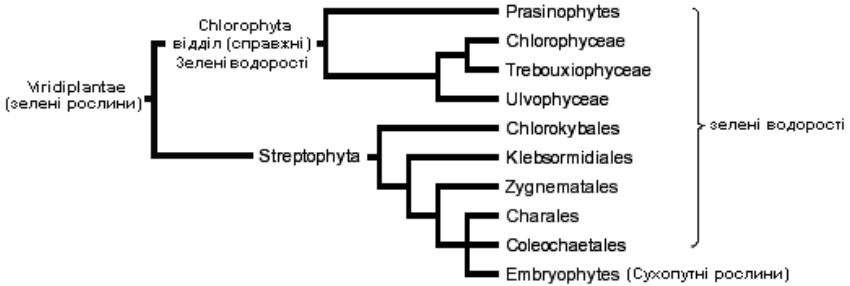 Prasinophytes
Chlorophyta
відділ (справжні)
Зелені водорості
Chlorophyceae
Trebouxiophyceae
Viridiplantae
(зелені рослини)
Ulvophyceae
зелені водорості
Chlorokybales
Streptophyta
Klebsormidiales
Zygnematales
Charales
Coleochaetales
Embryophytes (Сухопутні рослини)